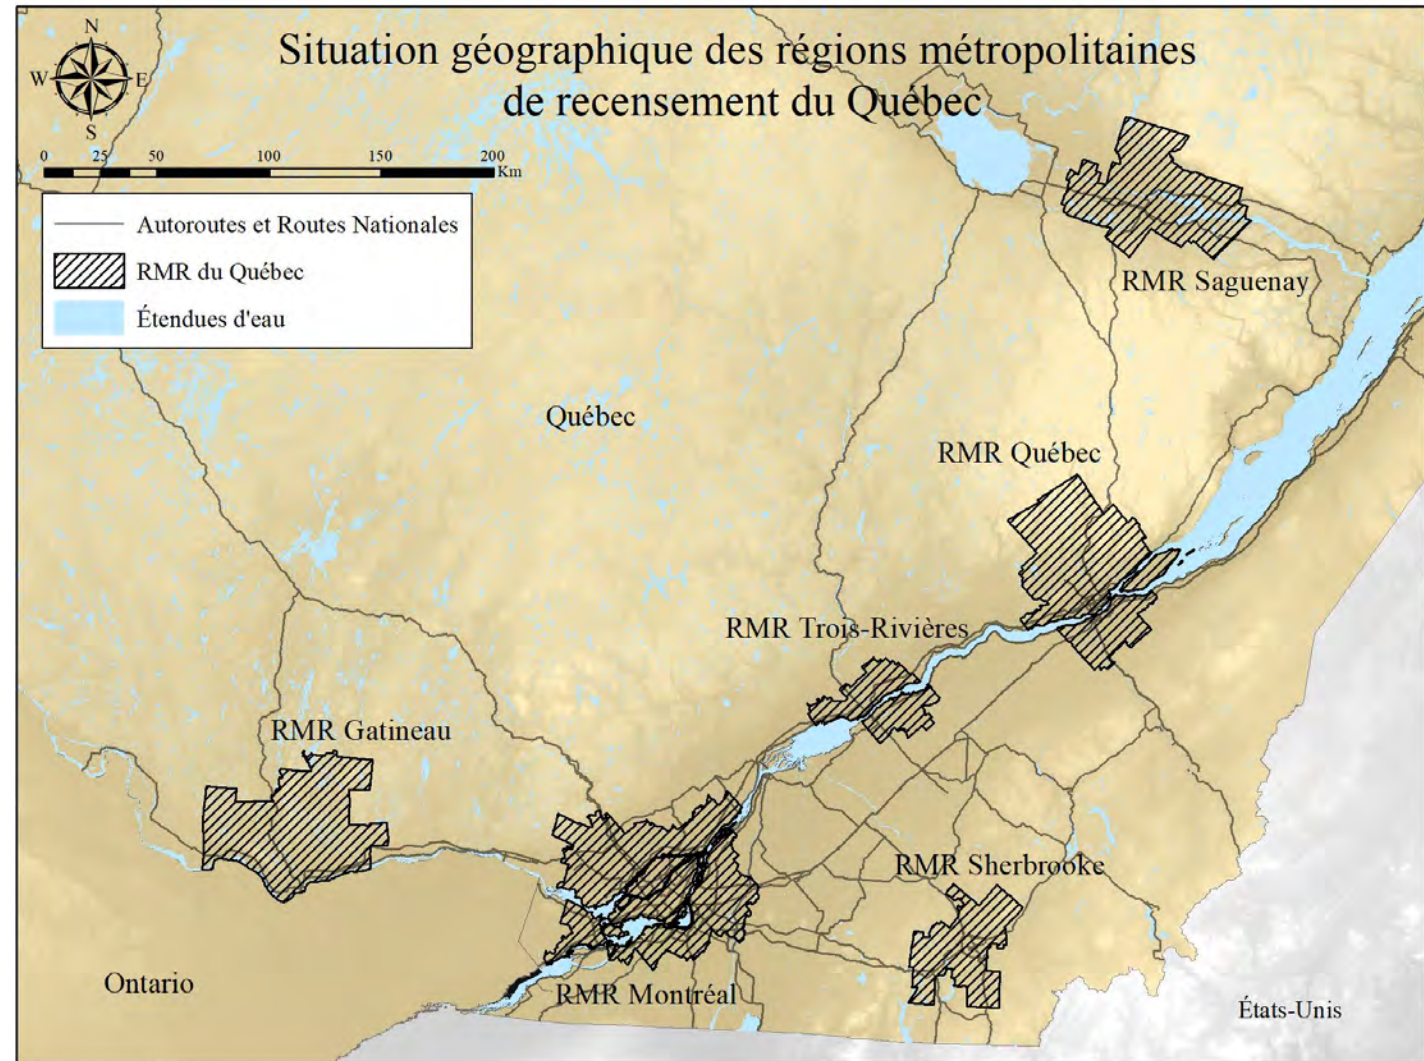 Situation géographique des régions métropolitaines
de recensement du Québec
N
W E
S
0 25 50 100 150 200
Km
Autoroutes et Routes Nationales
RMR du Québec
Étendues d'eau
RMR Saguenay
Québec
RMR Québec
RMR Trois-Rivières
RMR Gatineau
RMR Sherbrooke
Ontario
RMR Montréal
États-Unis